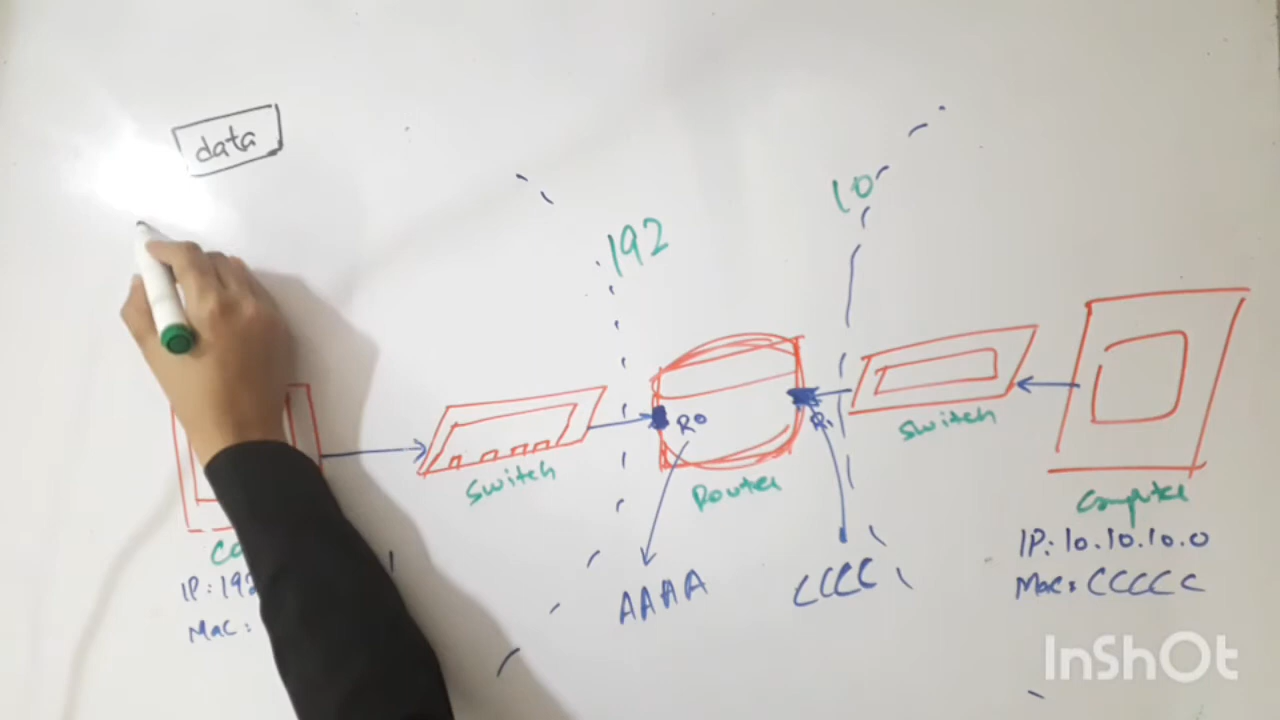 data
10
192
R0
R1
switch
switch
Router
Computer
IP: 192
IP: 10.10.10.0
Mac:
Mac: CCCCC
AAAA
CCCC
InShOt